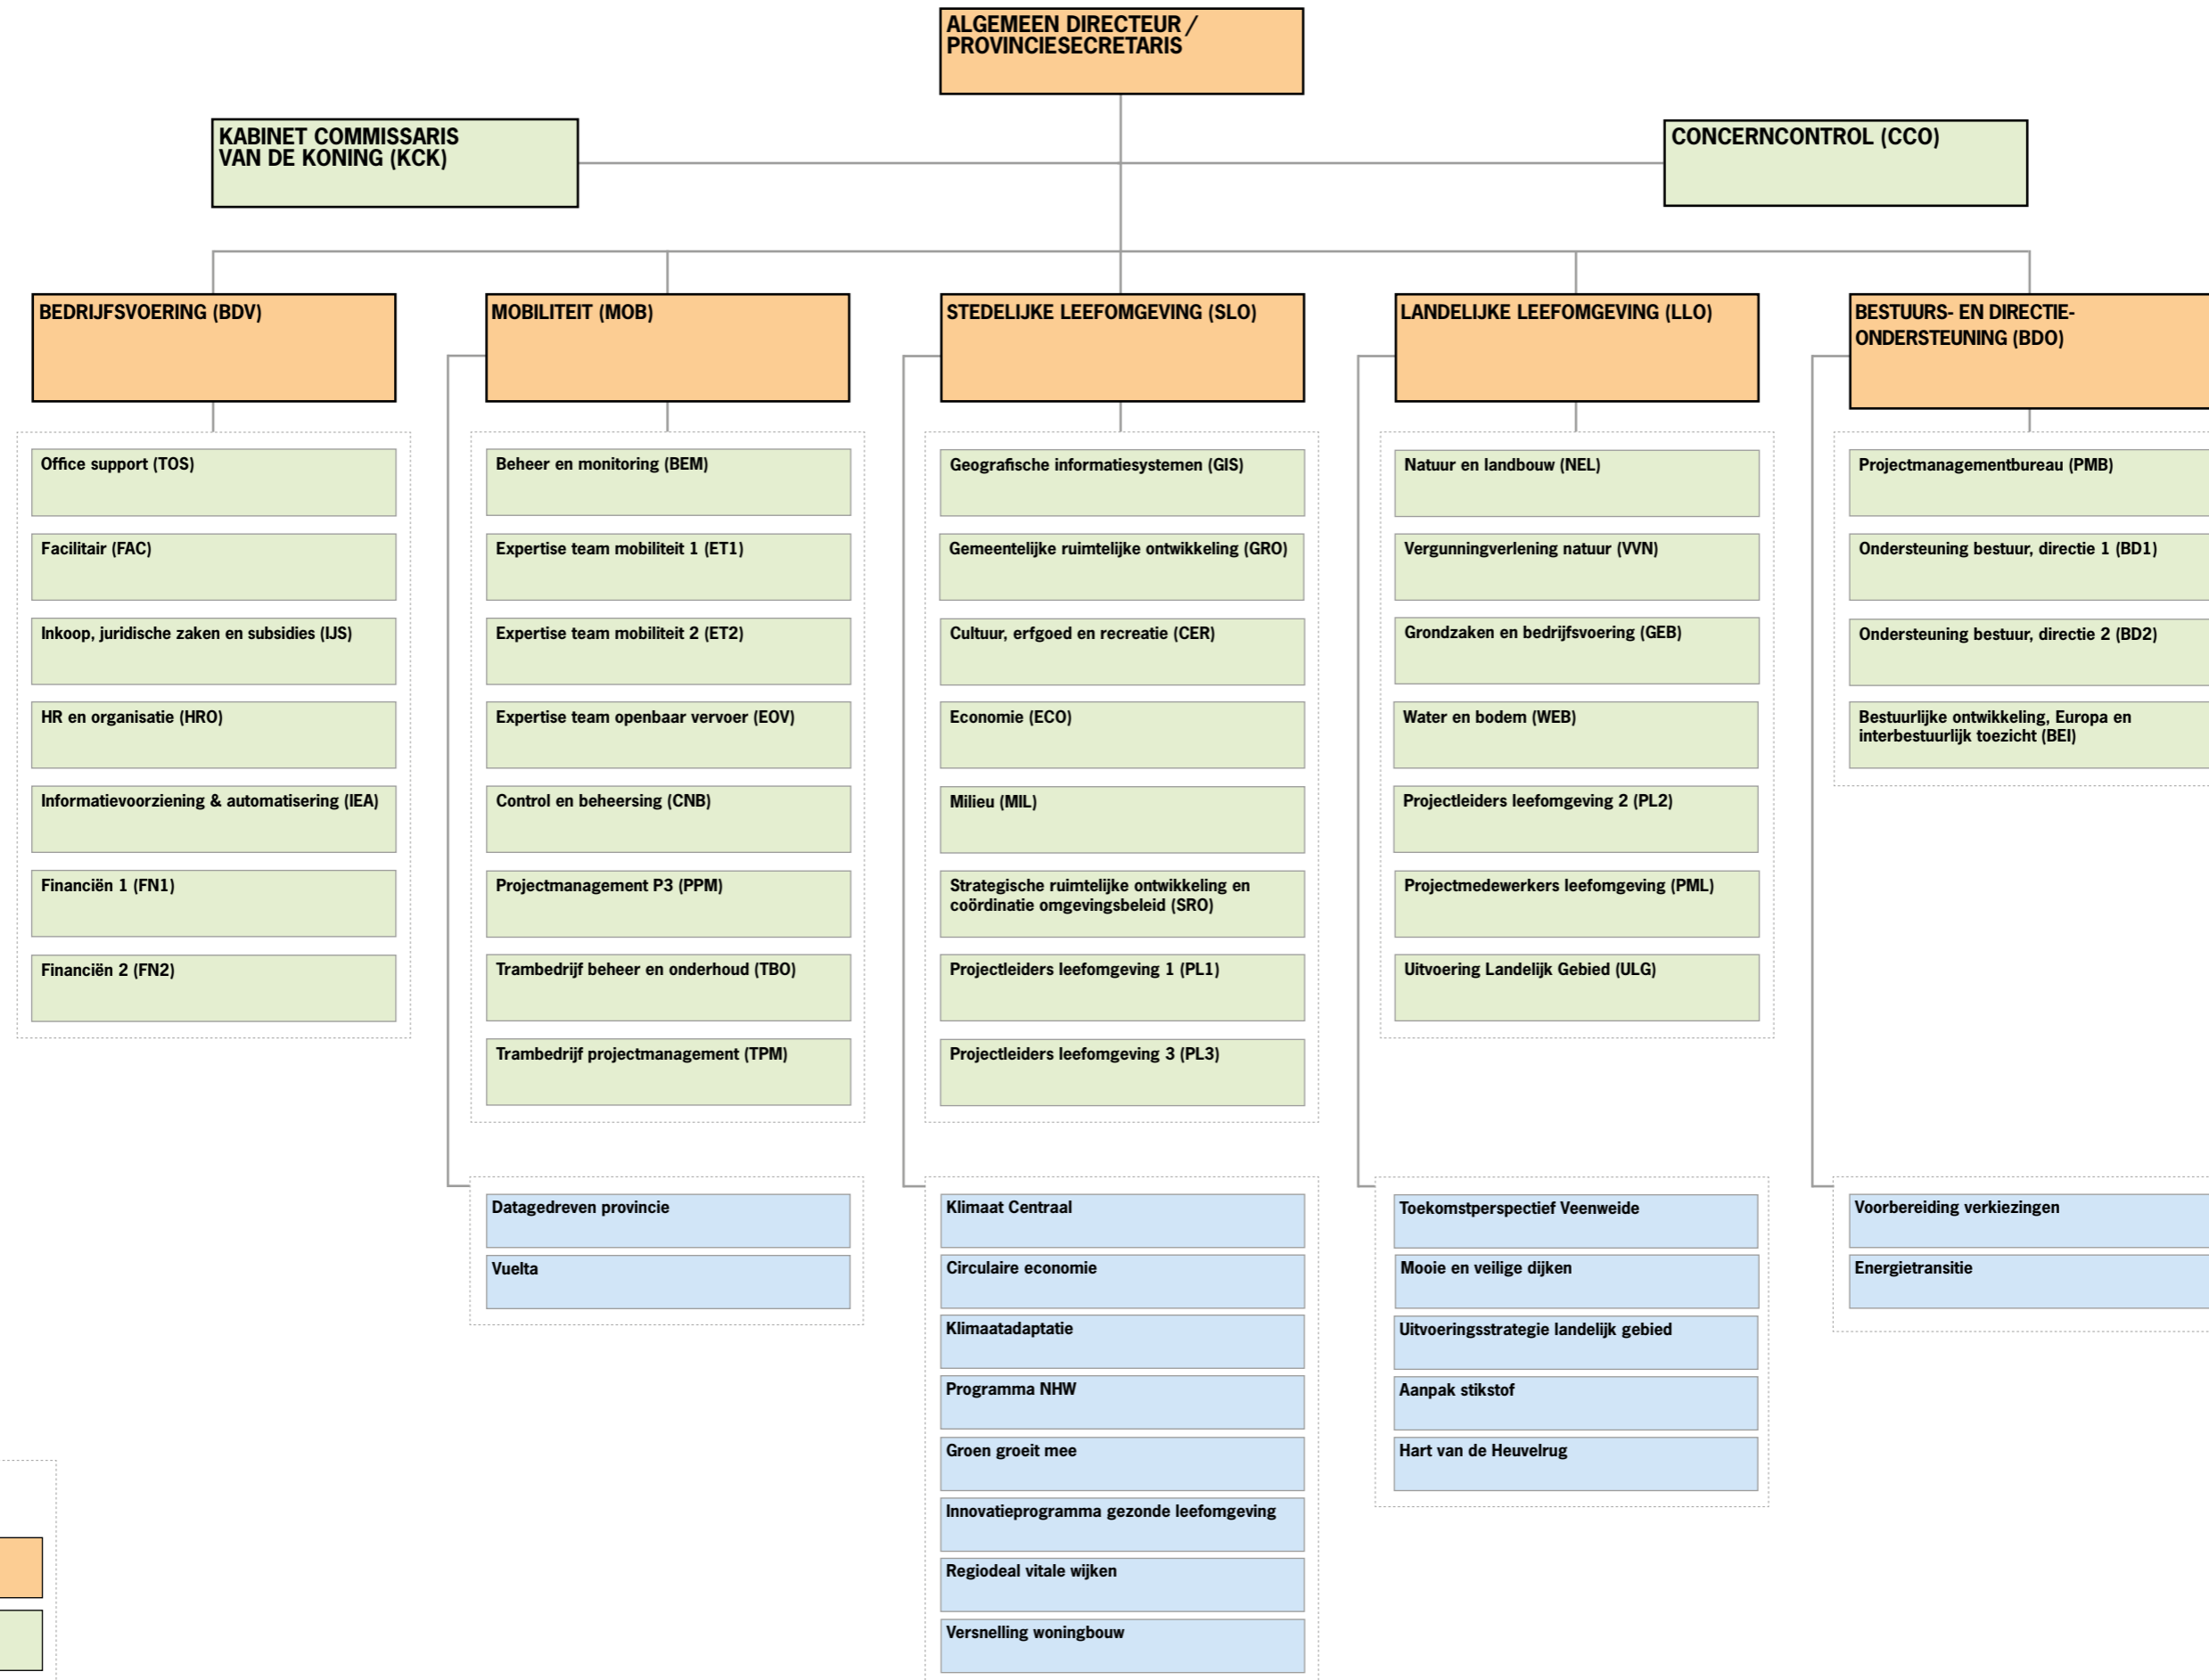 ALGEMEEN DIRECTEUR /
PROVINCIESECRETARIS
KABINET COMMISSARIS
VAN DE KONING (KCK)
CONCERNCONTROL (CCO)
BEDRIJFSVOERING (BDV)
Office support (TOS)
Facilitair (FAC)
Inkoop, juridische zaken en subsidies (IJS)
HR en organisatie (HRO)
Informatievoorziening & automatisering (IEA)
Financiën 1 (FN1)
Financiën 2 (FN2)
MOBILITEIT (MOB)
Beheer en monitoring (BEM)
Expertise team mobiliteit 1 (ET1)
Expertise team mobiliteit 2 (ET2)
Expertise team openbaar vervoer (EOV)
Control en beheersing (CNB)
Projectmanagement P3 (PPM)
Trambedrijf beheer en onderhoud (TBO)
Trambedrijf projectmanagement (TPM)
Datagedreven provincie
Vuelta
STEDELIJKE LEEFOMGEVING (SLO)
Geografische informatiesystemen (GIS)
Gemeentelijke ruimtelijke ontwikkeling (GRO)
Cultuur, erfgoed en recreatie (CER)
Economie (ECO)
Milieu (MIL)
Strategische ruimtelijke ontwikkeling en
coördinatie omgevingsbeleid (SRO)
Projectleiders leefomgeving 1 (PL1)
Projectleiders leefomgeving 3 (PL3)
Klimaat Centraal
Circulaire economie
Klimaatadaptatie
Programma NHW
Groen groeit mee
Innovatieprogramma gezonde leefomgeving
Regiodeal vitale wijken
Versnelling woningbouw
LANDELIJKE LEEFOMGEVING (LLO)
Natuur en landbouw (NEL)
Vergunningverlening natuur (VVN)
Grondzaken en bedrijfsvoering (GEB)
Water en bodem (WEB)
Projectleiders leefomgeving 2 (PL2)
Projectmedewerkers leefomgeving (PML)
Uitvoering Landelijk Gebied (ULG)
Toekomstperspectief Veenweide
Mooie en veilige dijken
Uitvoeringsstrategie landelijk gebied
Aanpak stikstof
Hart van de Heuvelrug
BESTUURS- EN DIRECTIE-
ONDERSTEUNING (BDO)
Projectmanagementbureau (PMB)
Ondersteuning bestuur, directie 1 (BD1)
Ondersteuning bestuur, directie 2 (BD2)
Bestuurlijke ontwikkeling, Europa en
interbestuurlijk toezicht (BEI)
Voorbereiding verkiezingen
Energietransitie